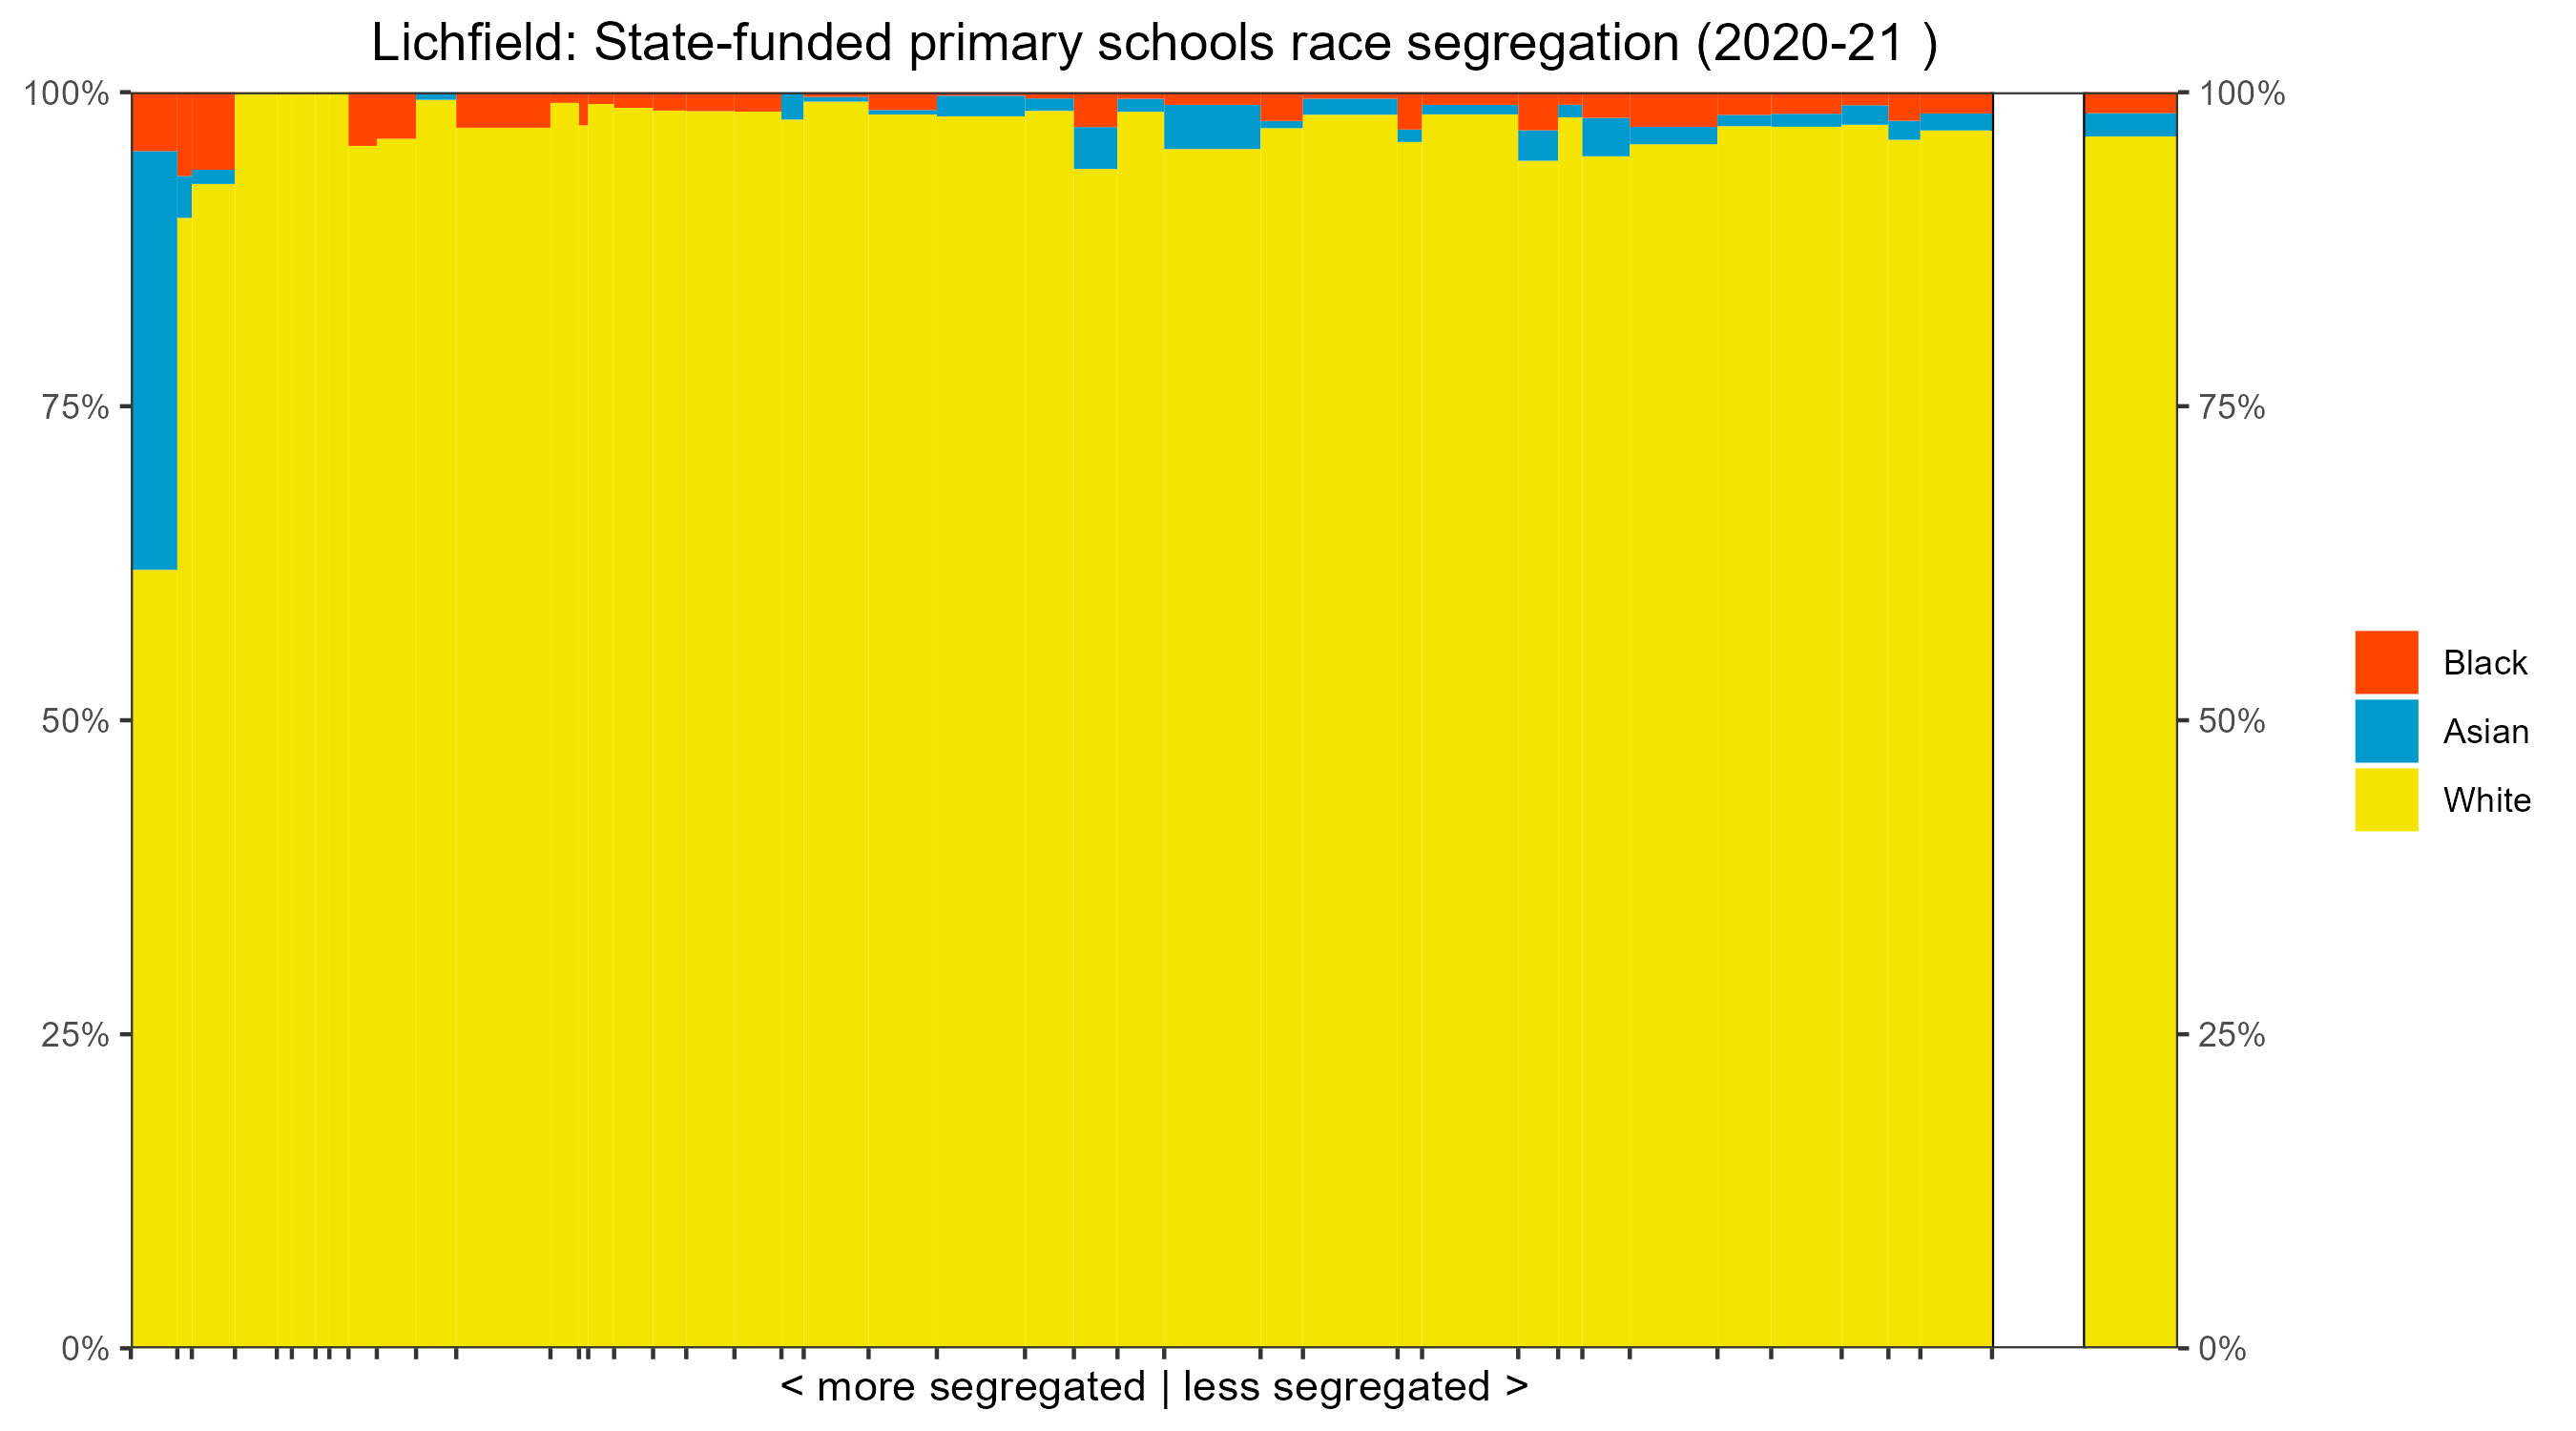 Lichfield: State-funded primary schools race segregation (2020-21 )
100%
75%
50%
25%
0%
100%
75%
50%
25%
0%
Black
Asian
White
< more segregated | less segregated >